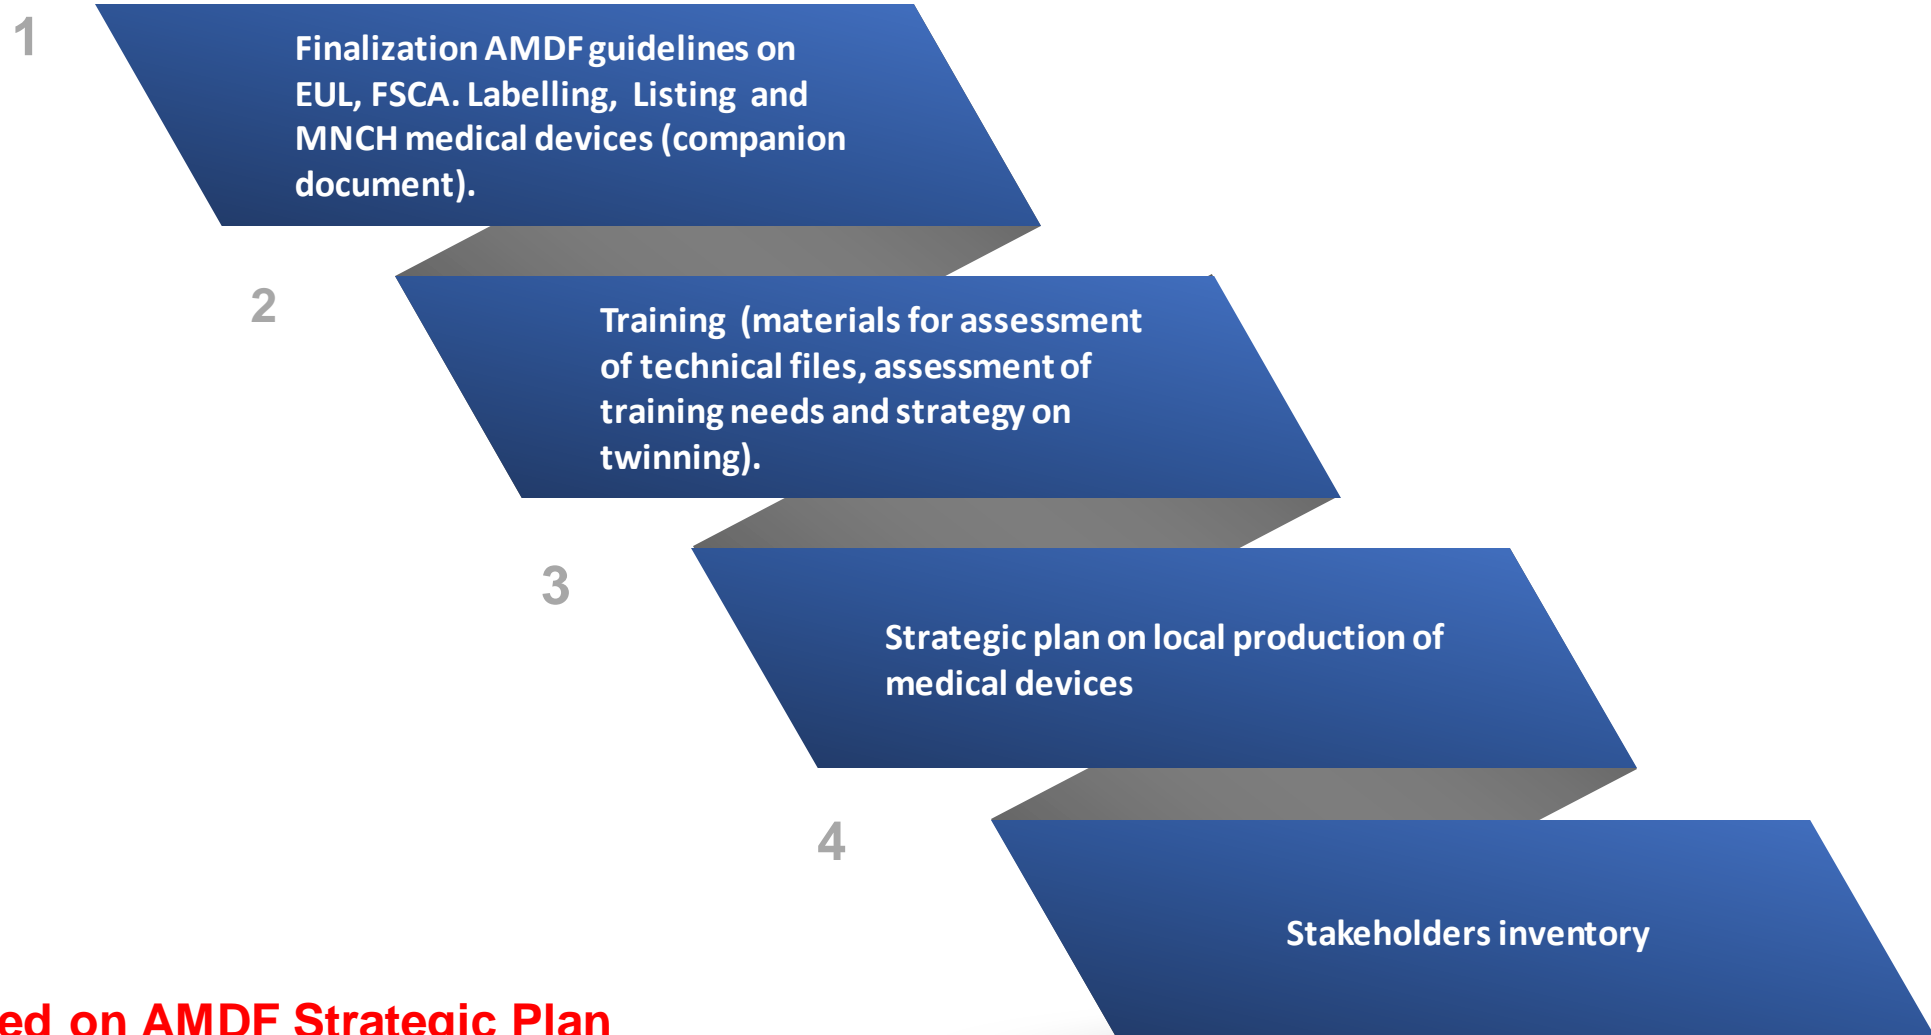 1
Finalization AMDF guidelines on
EUL, FSCA. Labelling, Listing and
MNCH medical devices (companion
document).
2
Training (materials for assessment
of technical files, assessment of
training needs and strategy on
twinning).
3
Strategic plan on local production of
medical devices
4
Stakeholders inventory
on AMDF Strategic Plan